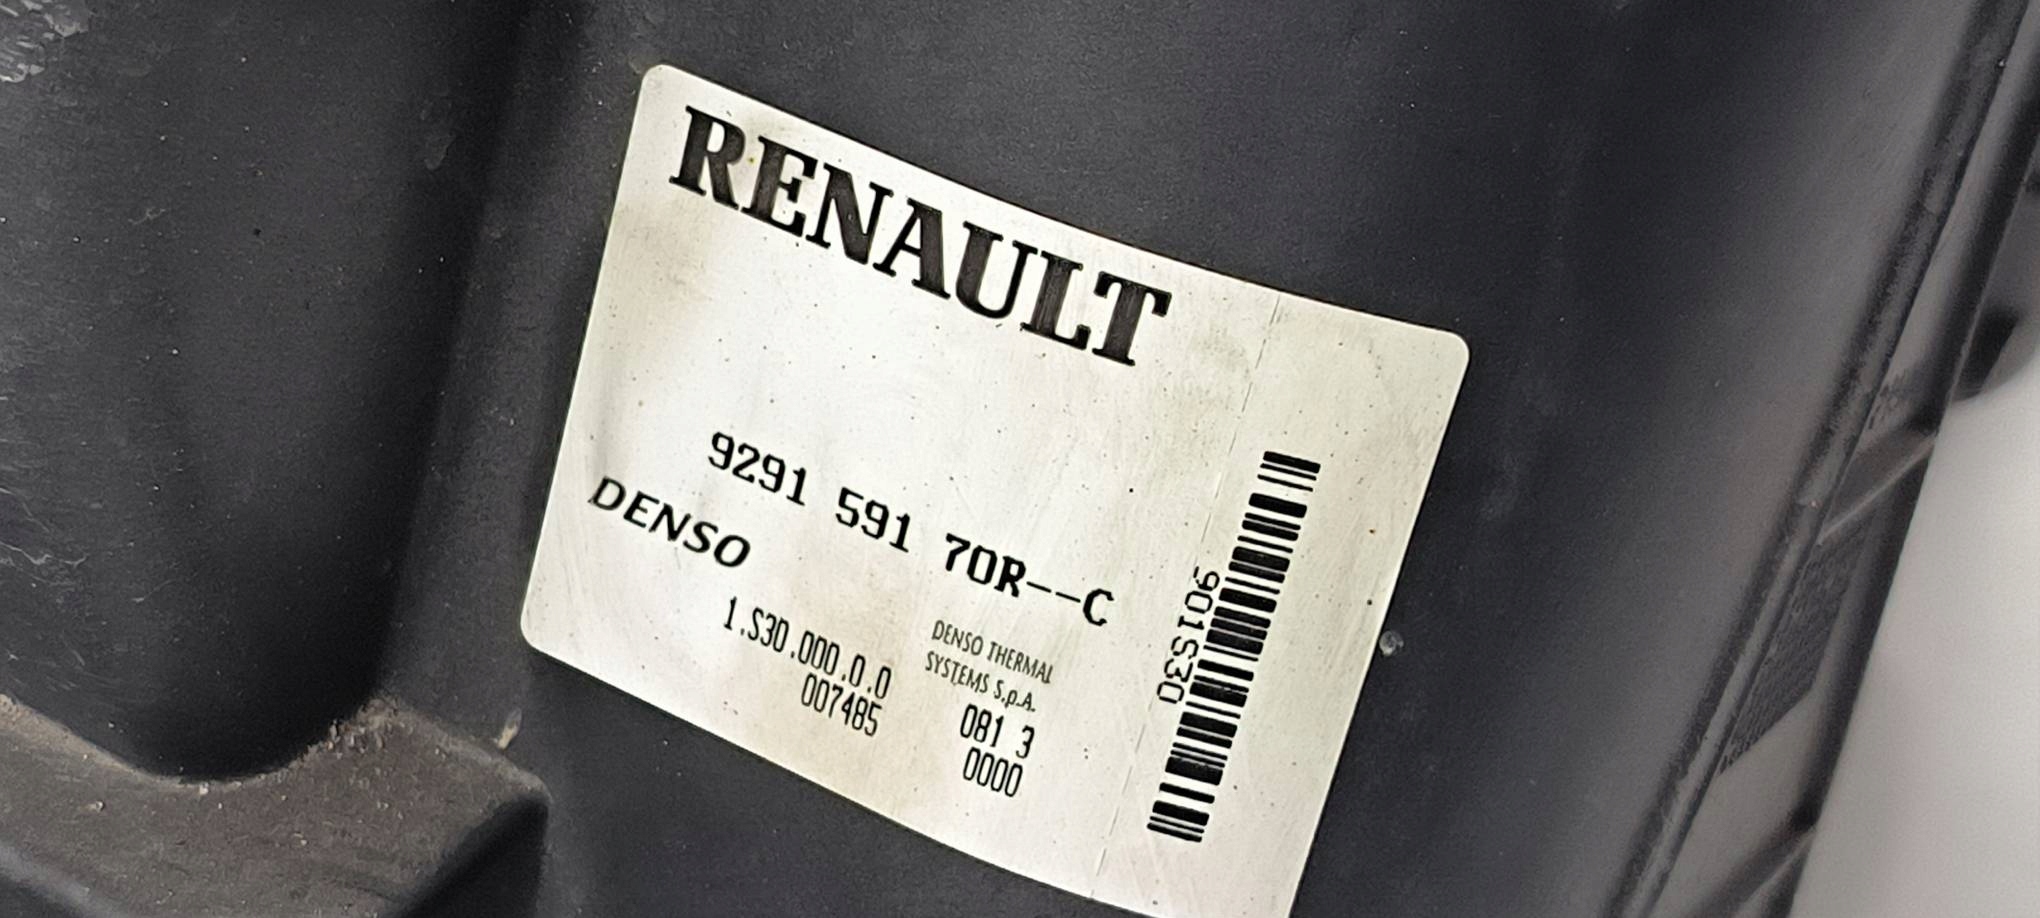 RENAULT
9291 591 70R--C
DENSO
1.S30.000.0.0
007485
DENSO THERMAL
SYSTEMS S.p.A.
081 3
0000
901S30